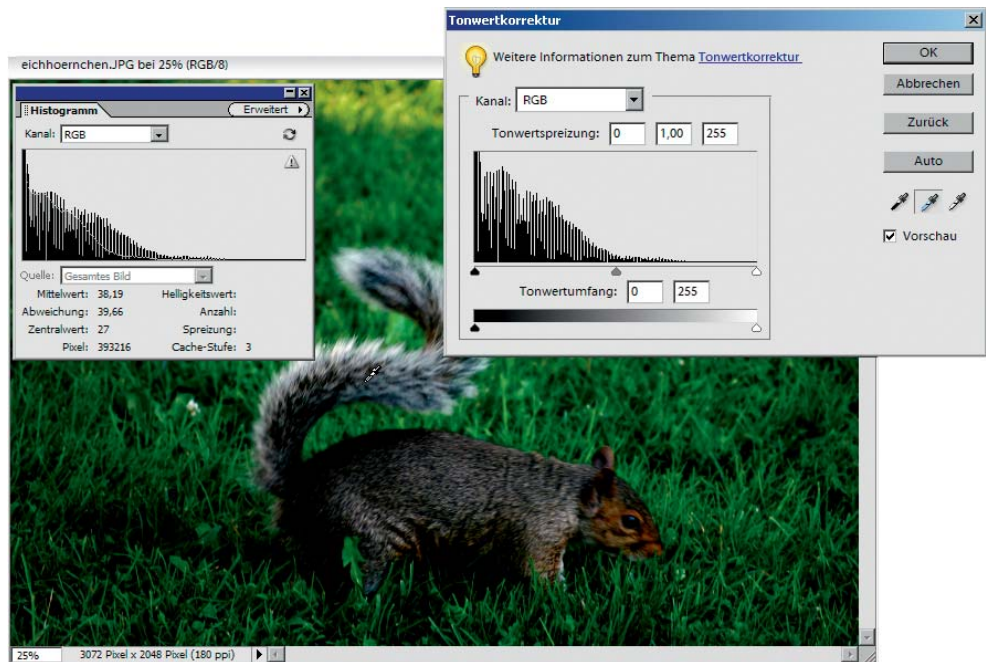 eichhoernchen.JPG bei 25% (RGB/8)
Histogramm
Erweitert
Kanal: RGB
Quelle: Gesamtes Bild
Mittelwert: 38,19 Helligkeitswert:
Abweichung: 39,66 Anzahl:
Zentralwert: 27 Spreizung:
Pixel: 393216 Cache-Stufe: 3
Tonwertkorrektur
Weitere Informationen zum Thema Tonwertkorrektur
Kanal: RGB
Tonwertspreizung: 0 1,00 255
Tonwertumfang: 0 255
OK
Abbrechen
Zurück
Auto
Vorschau
25% 3072 Pixel x 2048 Pixel (180 ppi)